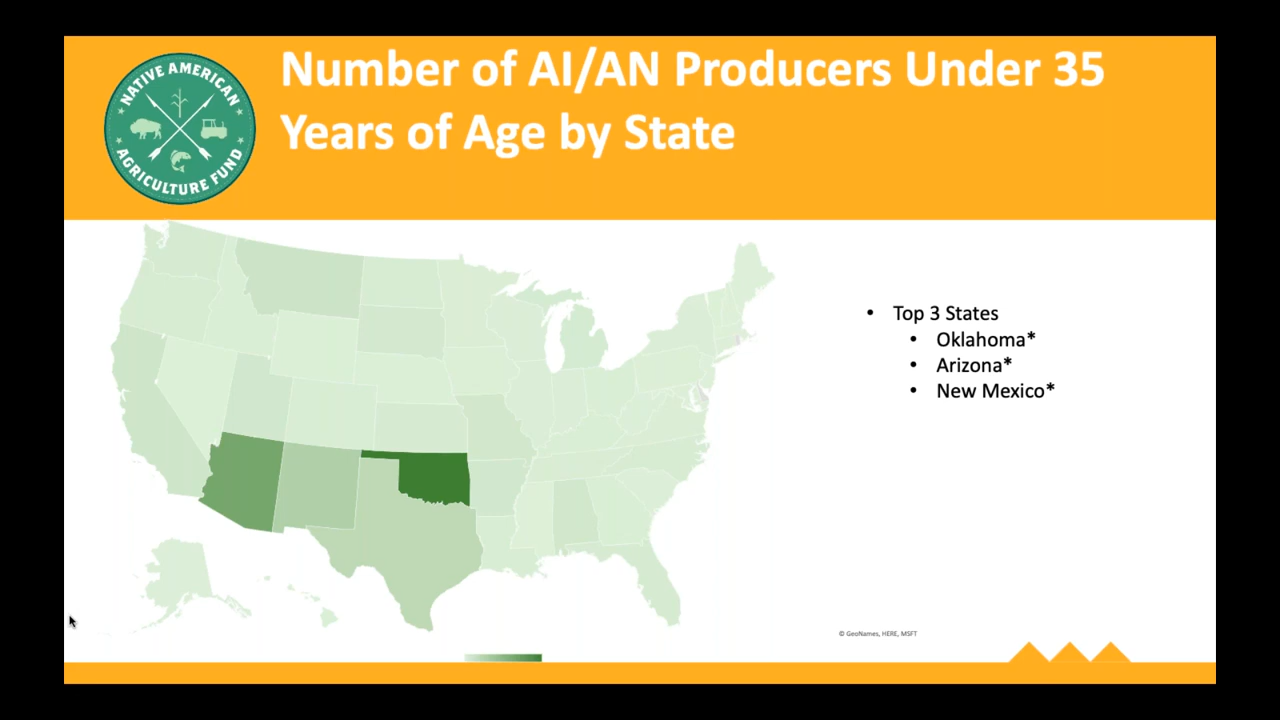 NATIVE AMERICAN
AGRICULTURE FUND
Number of AI/AN Producers Under 35
Years of Age by State
• Top 3 States
• Oklahoma*
• Arizona*
• New Mexico*
© GeoNames, HERE, MSFT